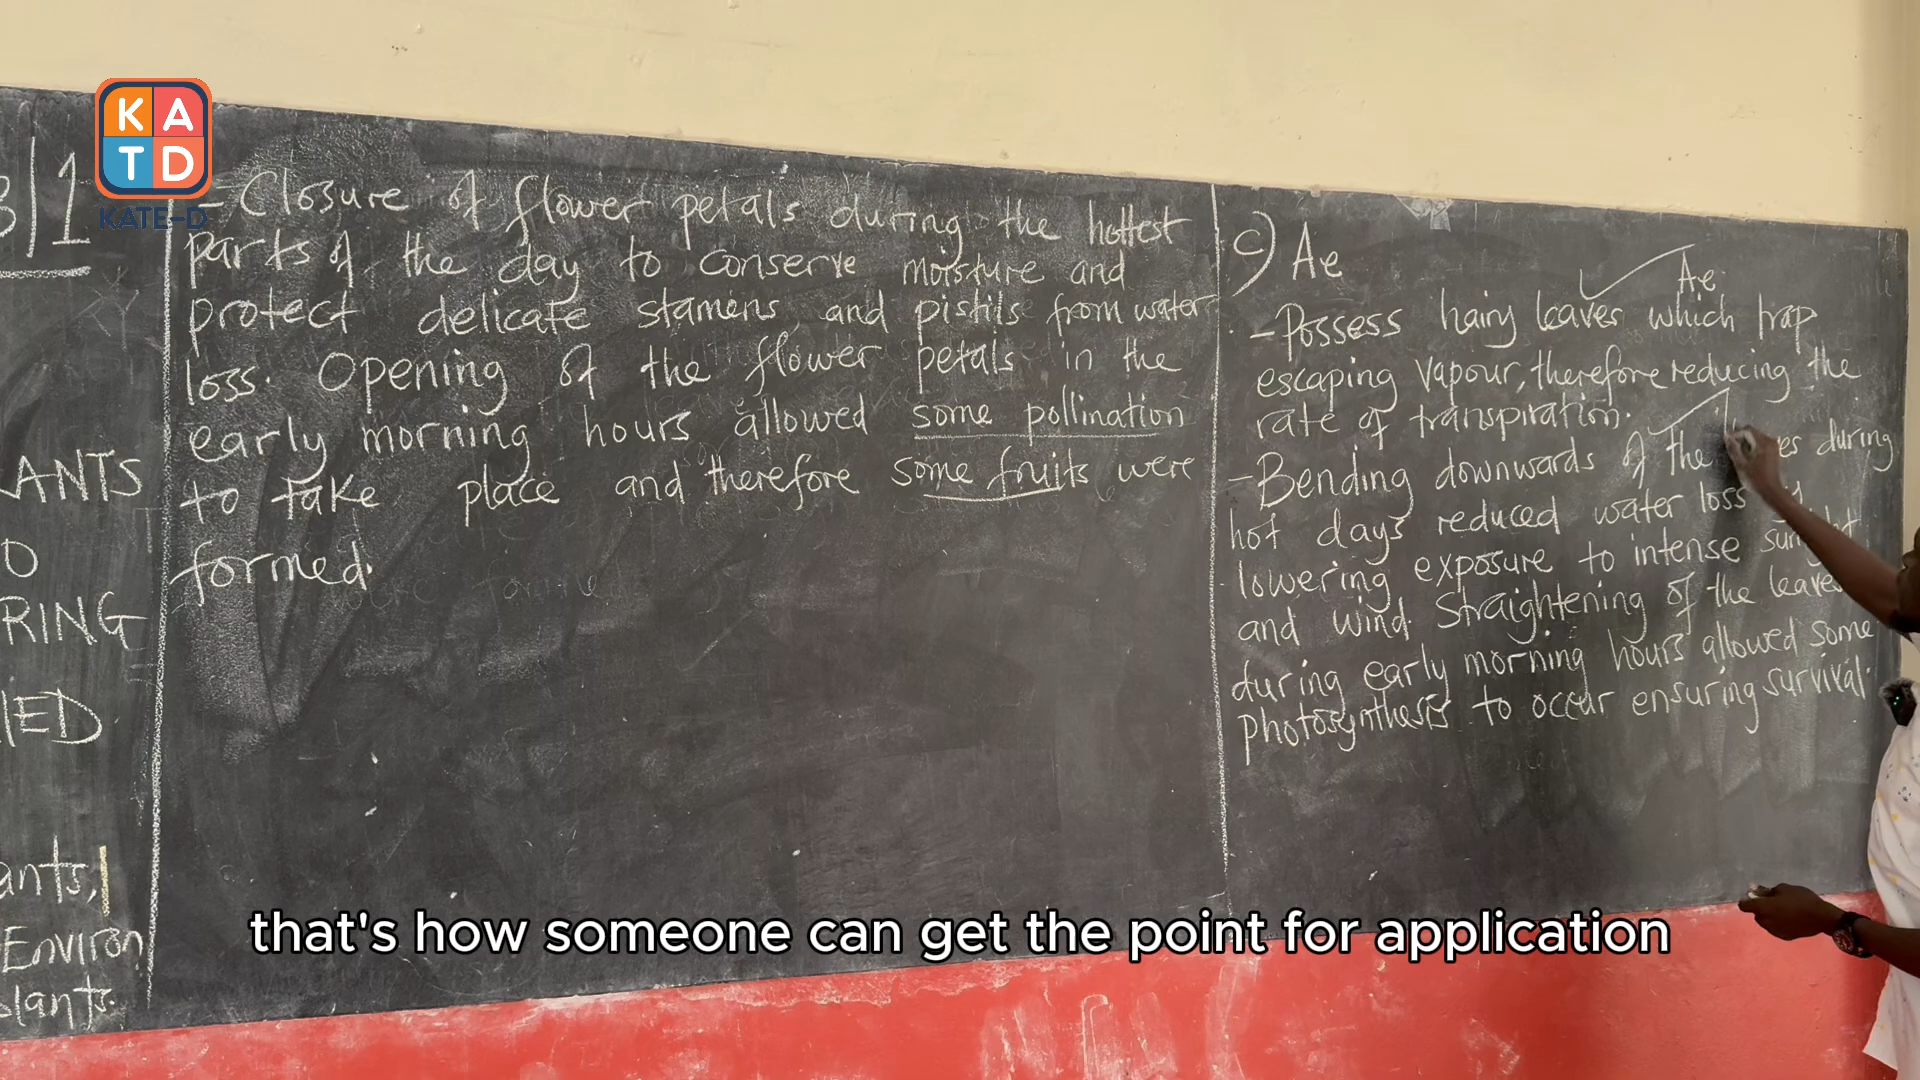 K A
T D
KATE-D
3/1
ANTS
O
RING
IED
ants,
Environ
plants.
- Closure of flower petals during the hottest
parts of the day to conserve moisture and
protect delicate stamens and pistils from water
loss. Opening of the flower petals in the
early morning hours allowed some pollination
to take place and therefore some fruits were
formed.
c) Ae
Ae
- Possess hairy leaves which trap
escaping vapour, therefore reducing the
rate of transpiration.
- Bending downwards of the during
hot days reduced water loss
lowering exposure to intense
and wind. Straightening of the leaves
during early morning hours allowed some
photosynthesis to occur ensuring survival.
that's how someone can get the point for application